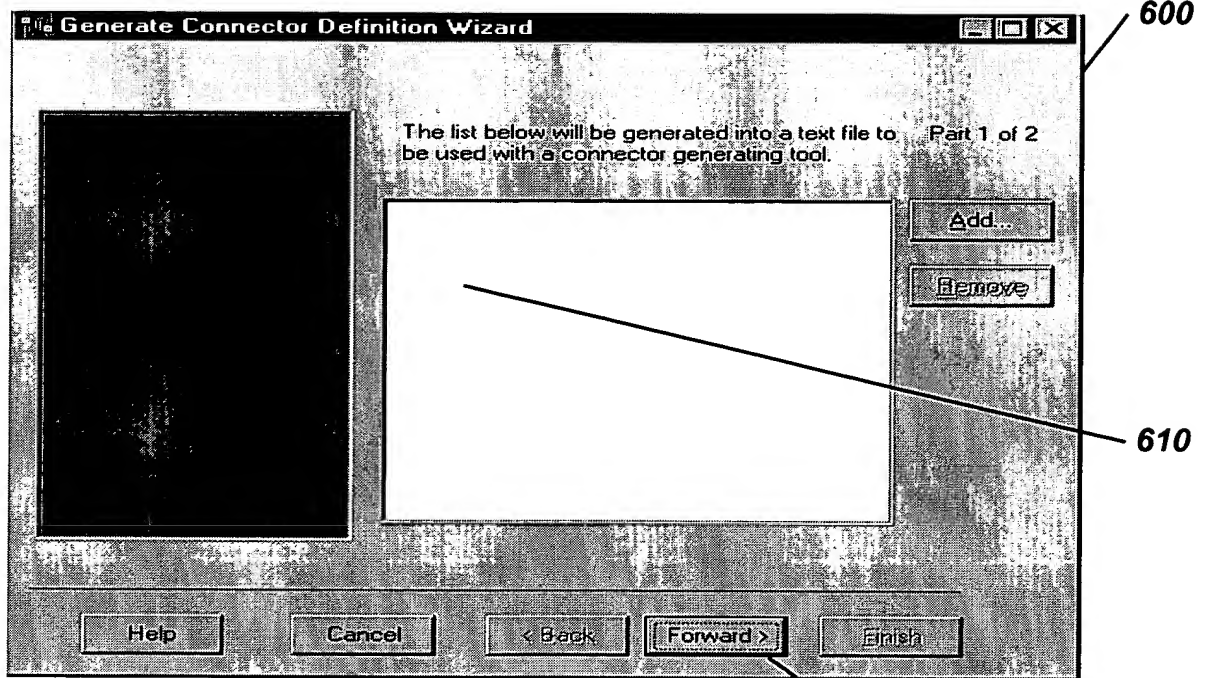 600
Generate Connector Definition Wizard
The list below will be generated into a text file to
be used with a connector generating tool.
Part 1 of 2
Add...
Remove
610
Help
Cancel
< Back
Forward >
Finish